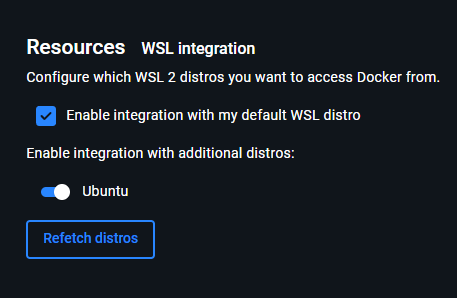 Resources WSL integration
Configure which WSL 2 distros you want to access Docker from.
Enable integration with my default WSL distro
Enable integration with additional distros:
Ubuntu
Refetch distros